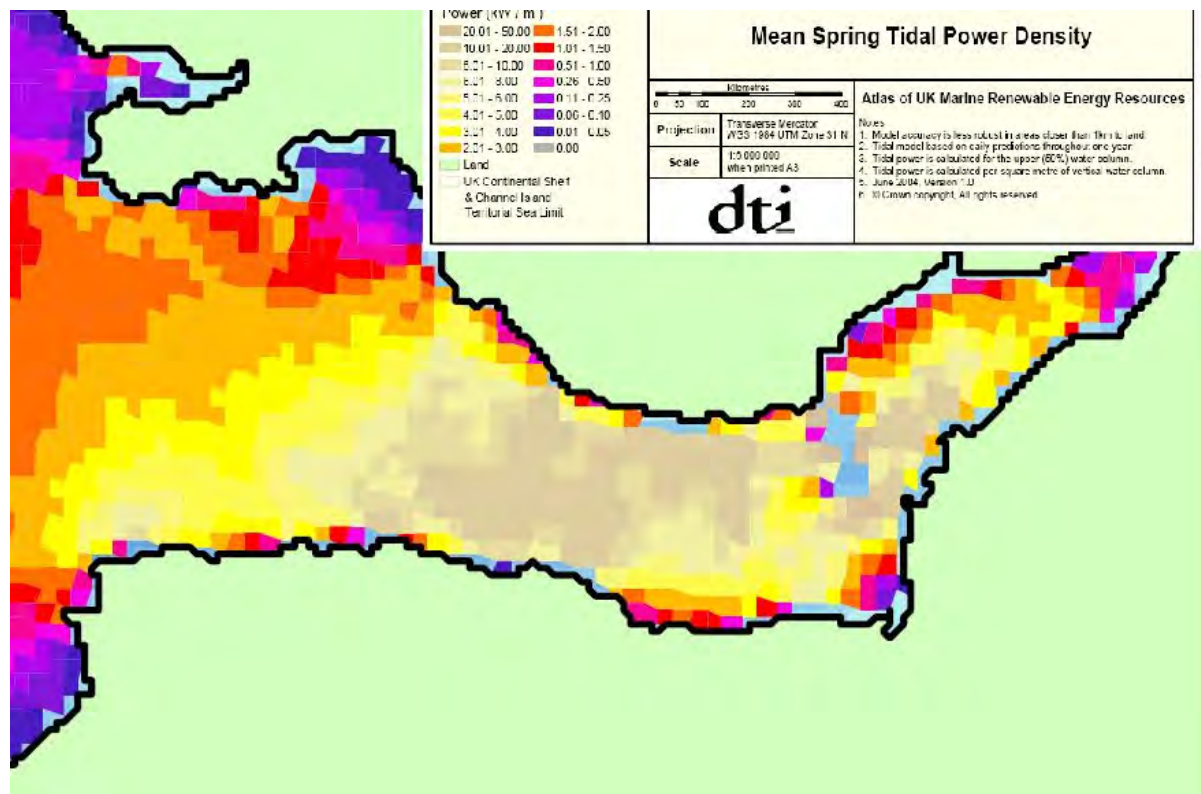 Power (kW / m )
20.01 - 50.00
10.01 - 20.00
8.01 - 10.00
6.01 - 8.00
5.01 - 6.00
4.01 - 5.00
3.01 - 4.00
2.01 - 3.00
1.51 - 2.00
1.01 - 1.50
0.51 - 1.00
0.26 - 0.50
0.11 - 0.25
0.06 - 0.10
0.01 - 0.05
0.00
Land
UK Continental Shelf
& Channel Island
Territorial Sea Limit
Mean Spring Tidal Power Density
Kilometres
0 50 100 200 300 400
Projection
Transverse Mercator
WGS 1984 UTM Zone 31 N
Scale
1:5 000 000
when printed A3
dti
Atlas of UK Marine Renewable Energy Resources
Notes
1. Model accuracy is less robust in areas closer than 1km to land.
2. Tidal model based on daily predictions throughout one year.
3. Tidal power is calculated for the upper (50%) water column.
4. Tidal power is calculated per square metre of vertical water column.
5. June 2004, Version 1.0
6. © Crown copyright, All rights reserved